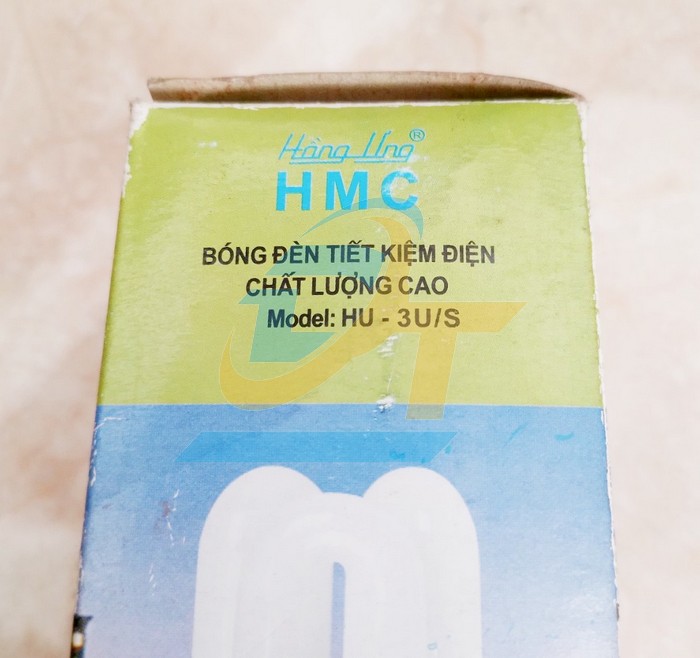 Hồng Ưng®
HMC
BÓNG ĐÈN TIẾT KIỆM ĐIỆN
CHẤT LƯỢNG CAO
Model: HU - 3U/S